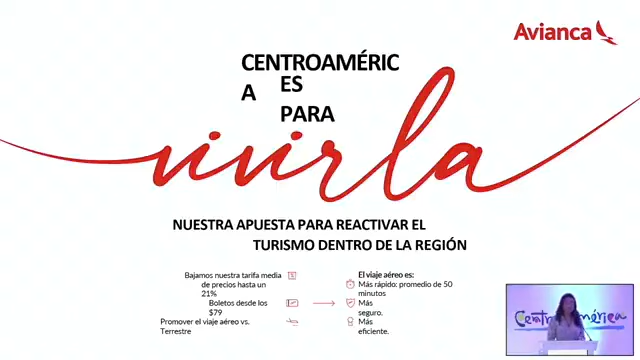 Avianca
CENTROAMÉRIC
A
ES
PARA
vivirla
NUESTRA APUESTA PARA REACTIVAR EL
TURISMO DENTRO DE LA REGIÓN
Bajamos nuestra tarifa media
de precios hasta un
21%
Boletos desde los
$79
Promover el viaje aéreo vs.
Terrestre
El viaje aéreo es:
Más rápido: promedio de 50
minutos
Más
seguro.
Más
eficiente.
Centroamérica